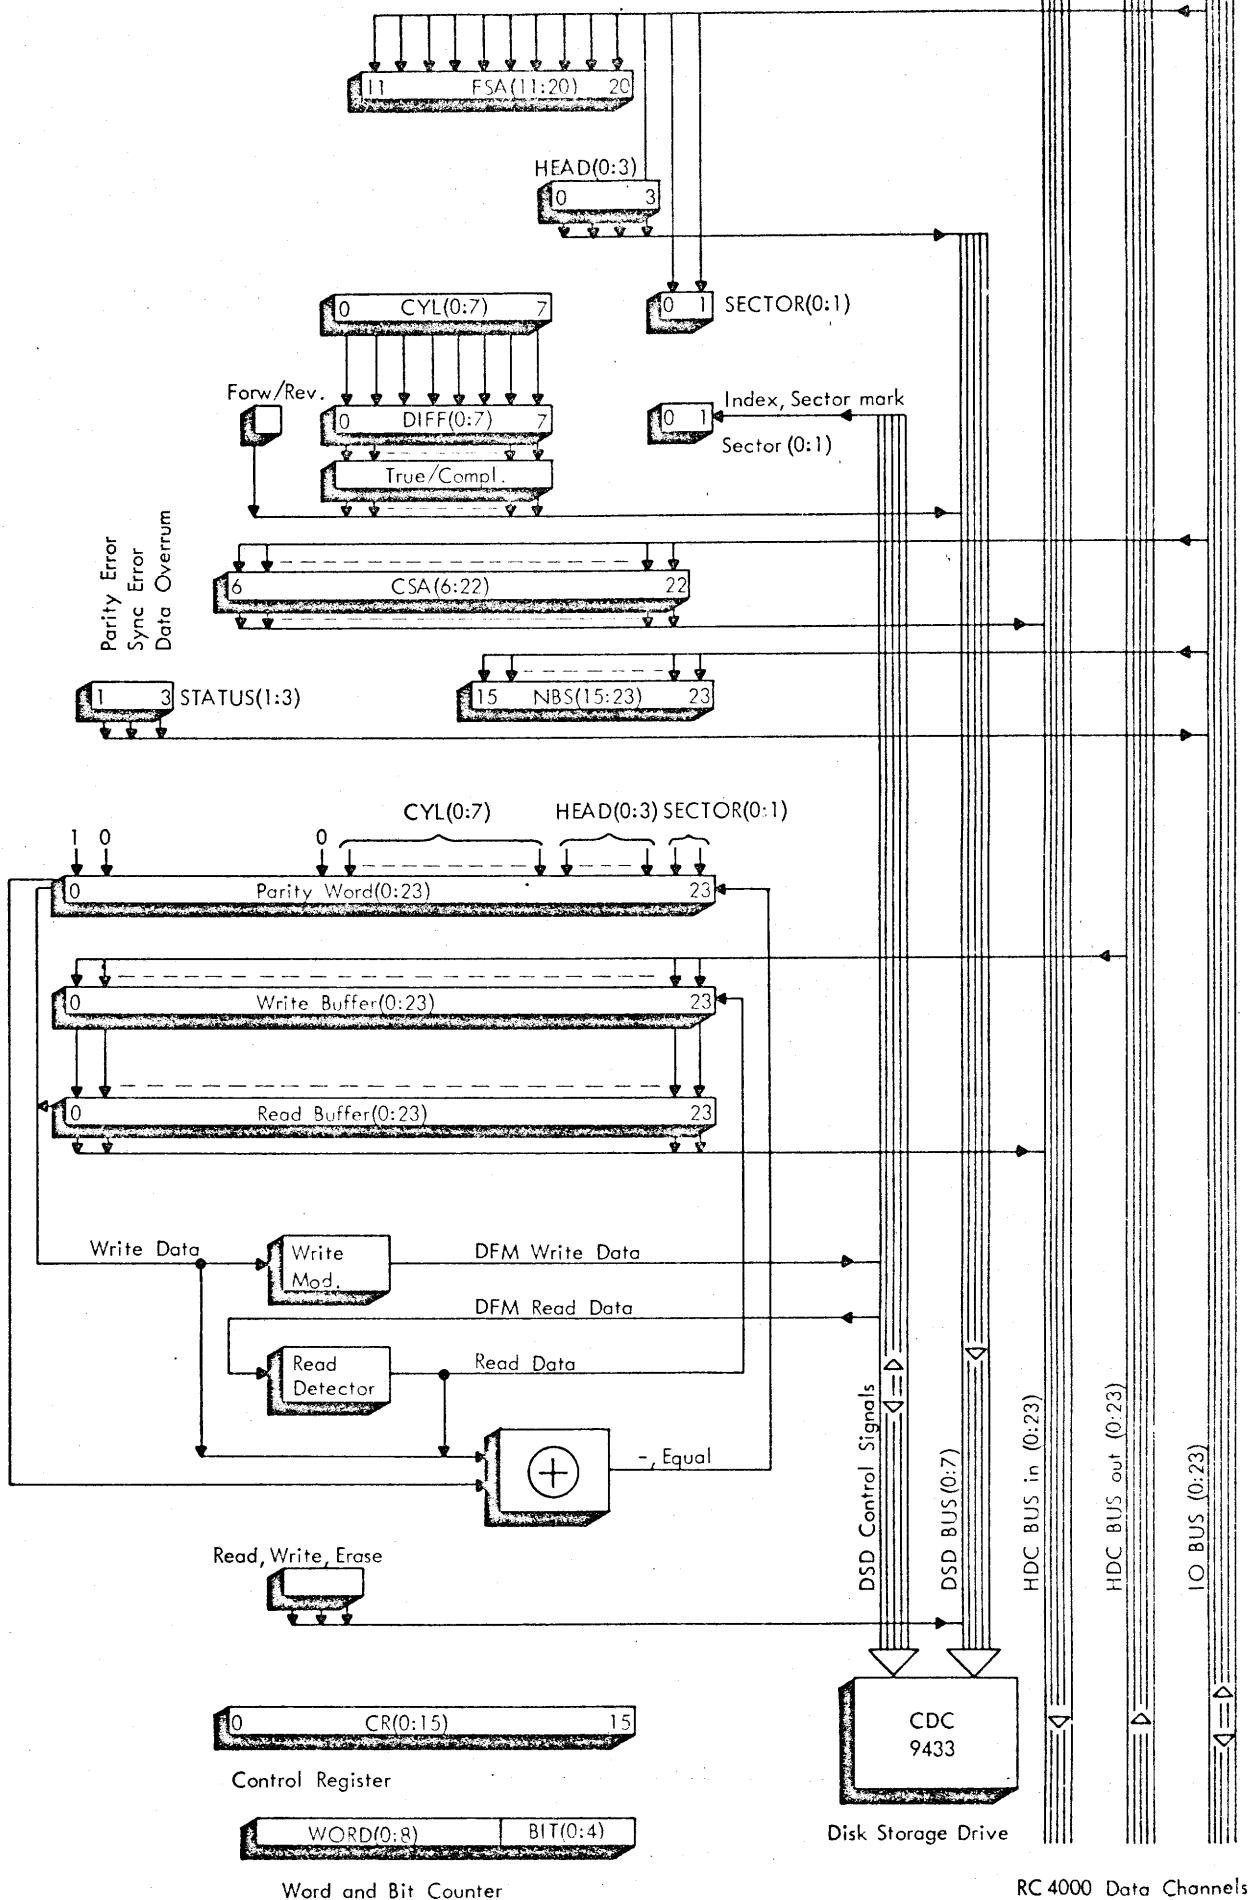 11 FSA(11:20) 20
HEAD(0:3)
0 3
0 CYL(0:7) 7
0 1 SECTOR(0:1)
Forw/Rev.
0 DIFF(0:7) 7
0 1 Index, Sector mark
Sector (0:1)
True/Compl.
Parity Error
Sync Error
Data Overrum
6 CSA(6:22) 22
1 3 STATUS(1:3)
15 NBS(15:23) 23
1 0 0 CYL(0:7) HEAD(0:3) SECTOR(0:1)
0 Parity Word(0:23) 23
0 Write Buffer(0:23) 23
0 Read Buffer(0:23) 23
Write Data
Write
Mod.
DFM Write Data
DFM Read Data
Read
Detector
Read Data
-, Equal
DSD Control Signals
DSD BUS (0:7)
HDC BUS in (0:23)
HDC BUS out (0:23)
IO BUS (0:23)
Read, Write, Erase
0 CR(0:15) 15
Control Register
CDC
9433
Disk Storage Drive
WORD(0:8) BIT(0:4)
Word and Bit Counter
RC 4000 Data Channels